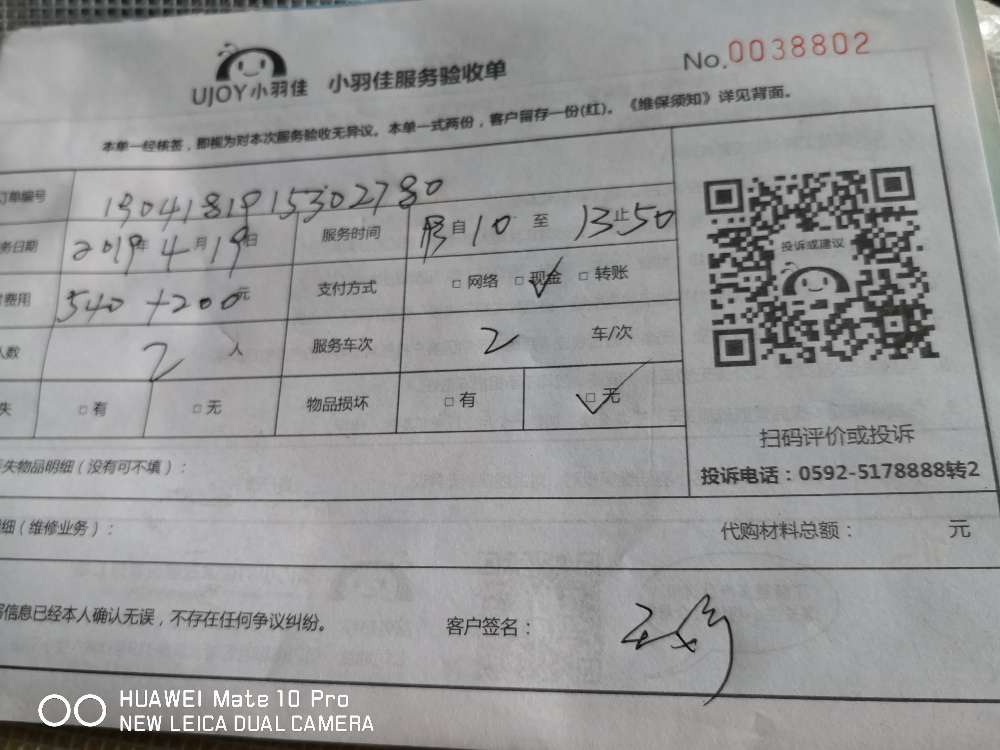 No.0038802
UJOY小羽佳 小羽佳服务验收单
本单一经核签,即视为对本次服务验收无异议。本单一式两份,客户留存一份(红)。《维保须知》详见背面。
订单编号 1904181915302780
务日期 2019年4月19日 服务时间 自10 至 13止50
费用 540+200元 支付方式 □网络 □现金 □转账
人数 2人 服务车次 2 车/次
失 □有 □无 物品损坏 □有 □无
投诉或建议
扫码评价或投诉
投诉电话:0592-5178888转2
失物品明细(没有可不填):
细(维修业务): 代购材料总额: 元
信息已经本人确认无误,不存在任何争议纠纷。 客户签名:
HUAWEI Mate 10 Pro
NEW LEICA DUAL CAMERA